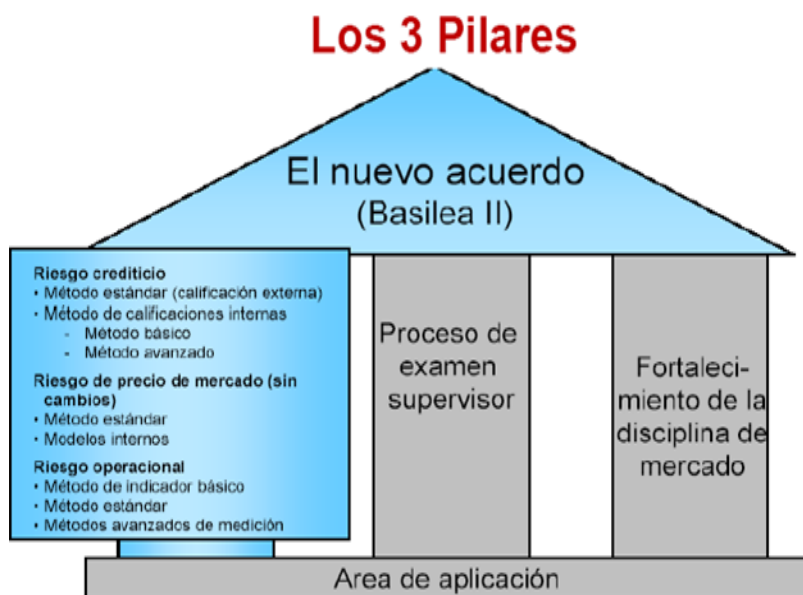 Los 3 Pilares
El nuevo acuerdo
(Basilea II)
Riesgo crediticio
• Método estándar (calificación externa)
• Método de calificaciones internas
- Método básico
- Método avanzado
Riesgo de precio de mercado (sin
cambios)
• Método estándar
• Modelos internos
Riesgo operacional
• Método de indicador básico
• Método estándar
• Métodos avanzados de medición
Proceso de
examen
supervisor
Fortaleci-
miento de la
disciplina de
mercado
Area de aplicación